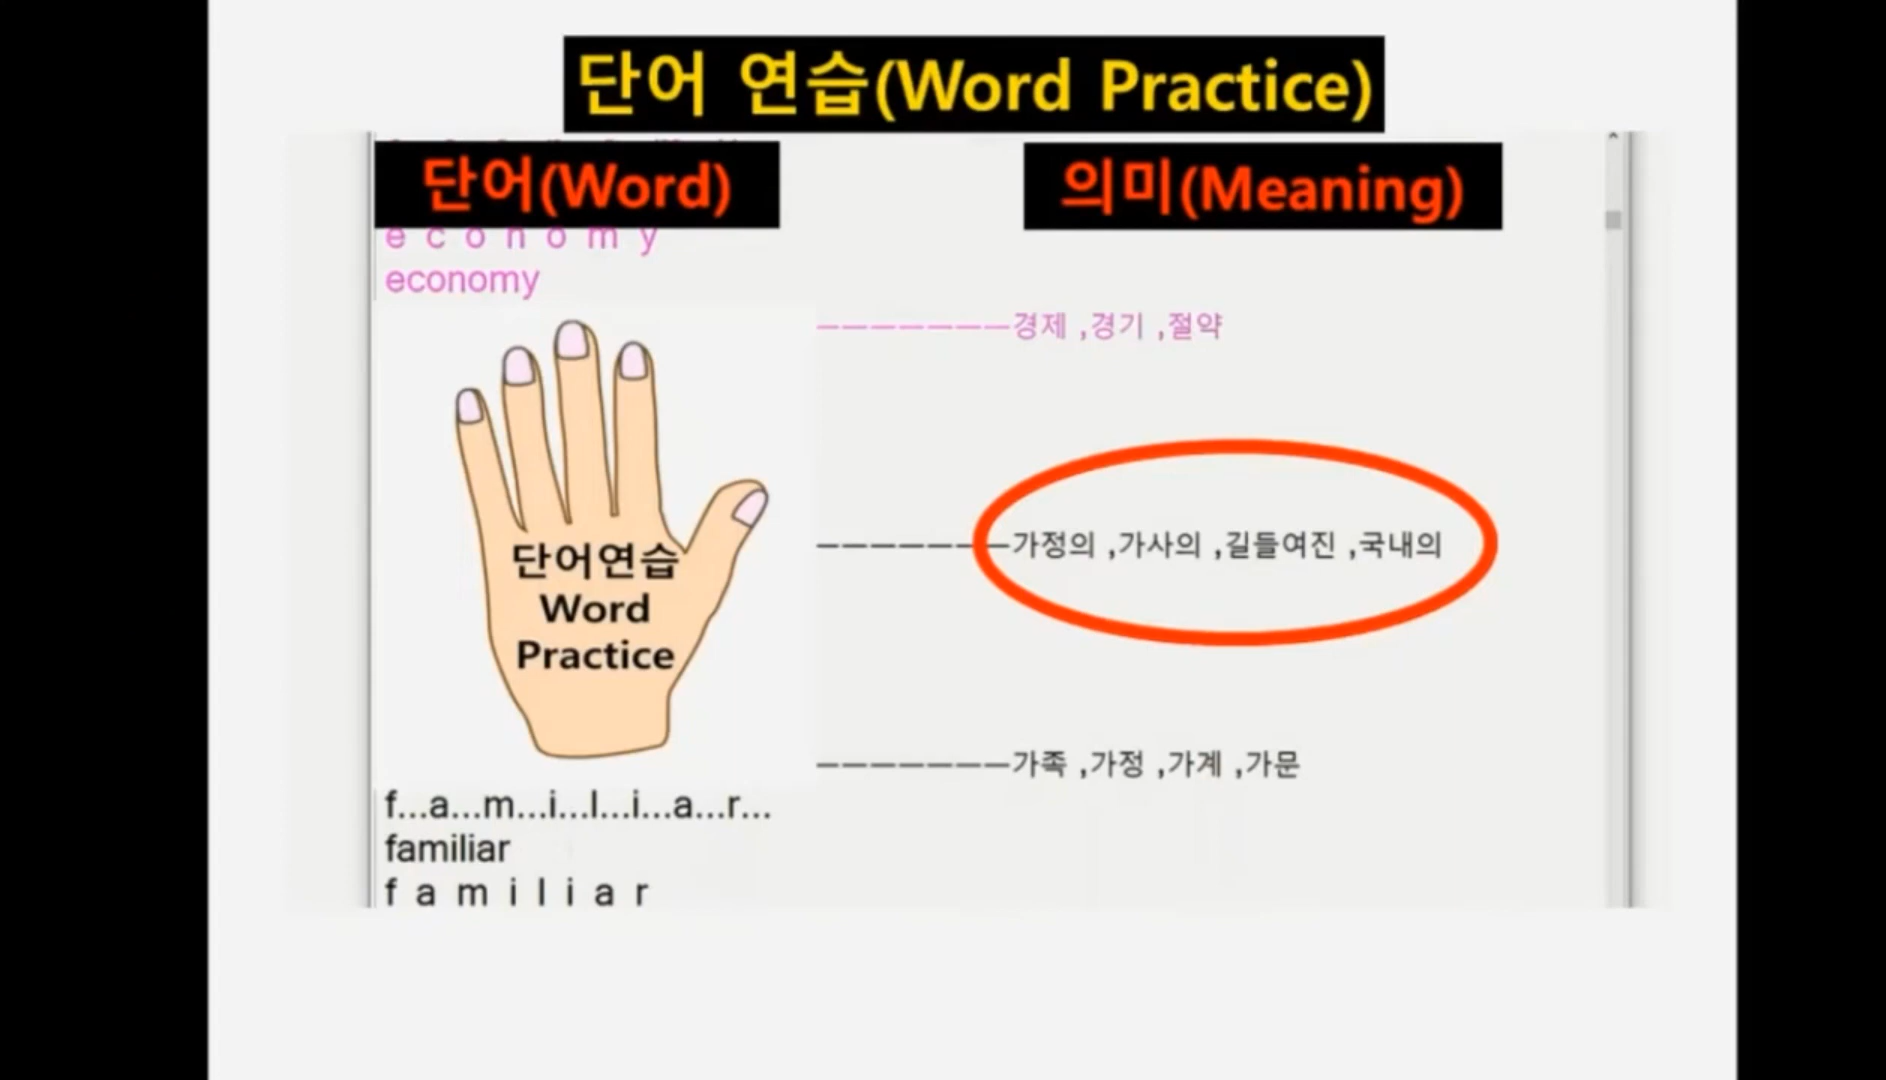 단어 연습(Word Practice)
단어(Word)
의미(Meaning)
e c o n o m y
economy
———————경제 ,경기 ,절약
단어연습
Word
Practice
———————가정의 ,가사의 ,길들여진 ,국내의
———————가족 ,가정 ,가계 ,가문
f...a...m...i...l...i...a...r...
familiar
f a m i l i a r